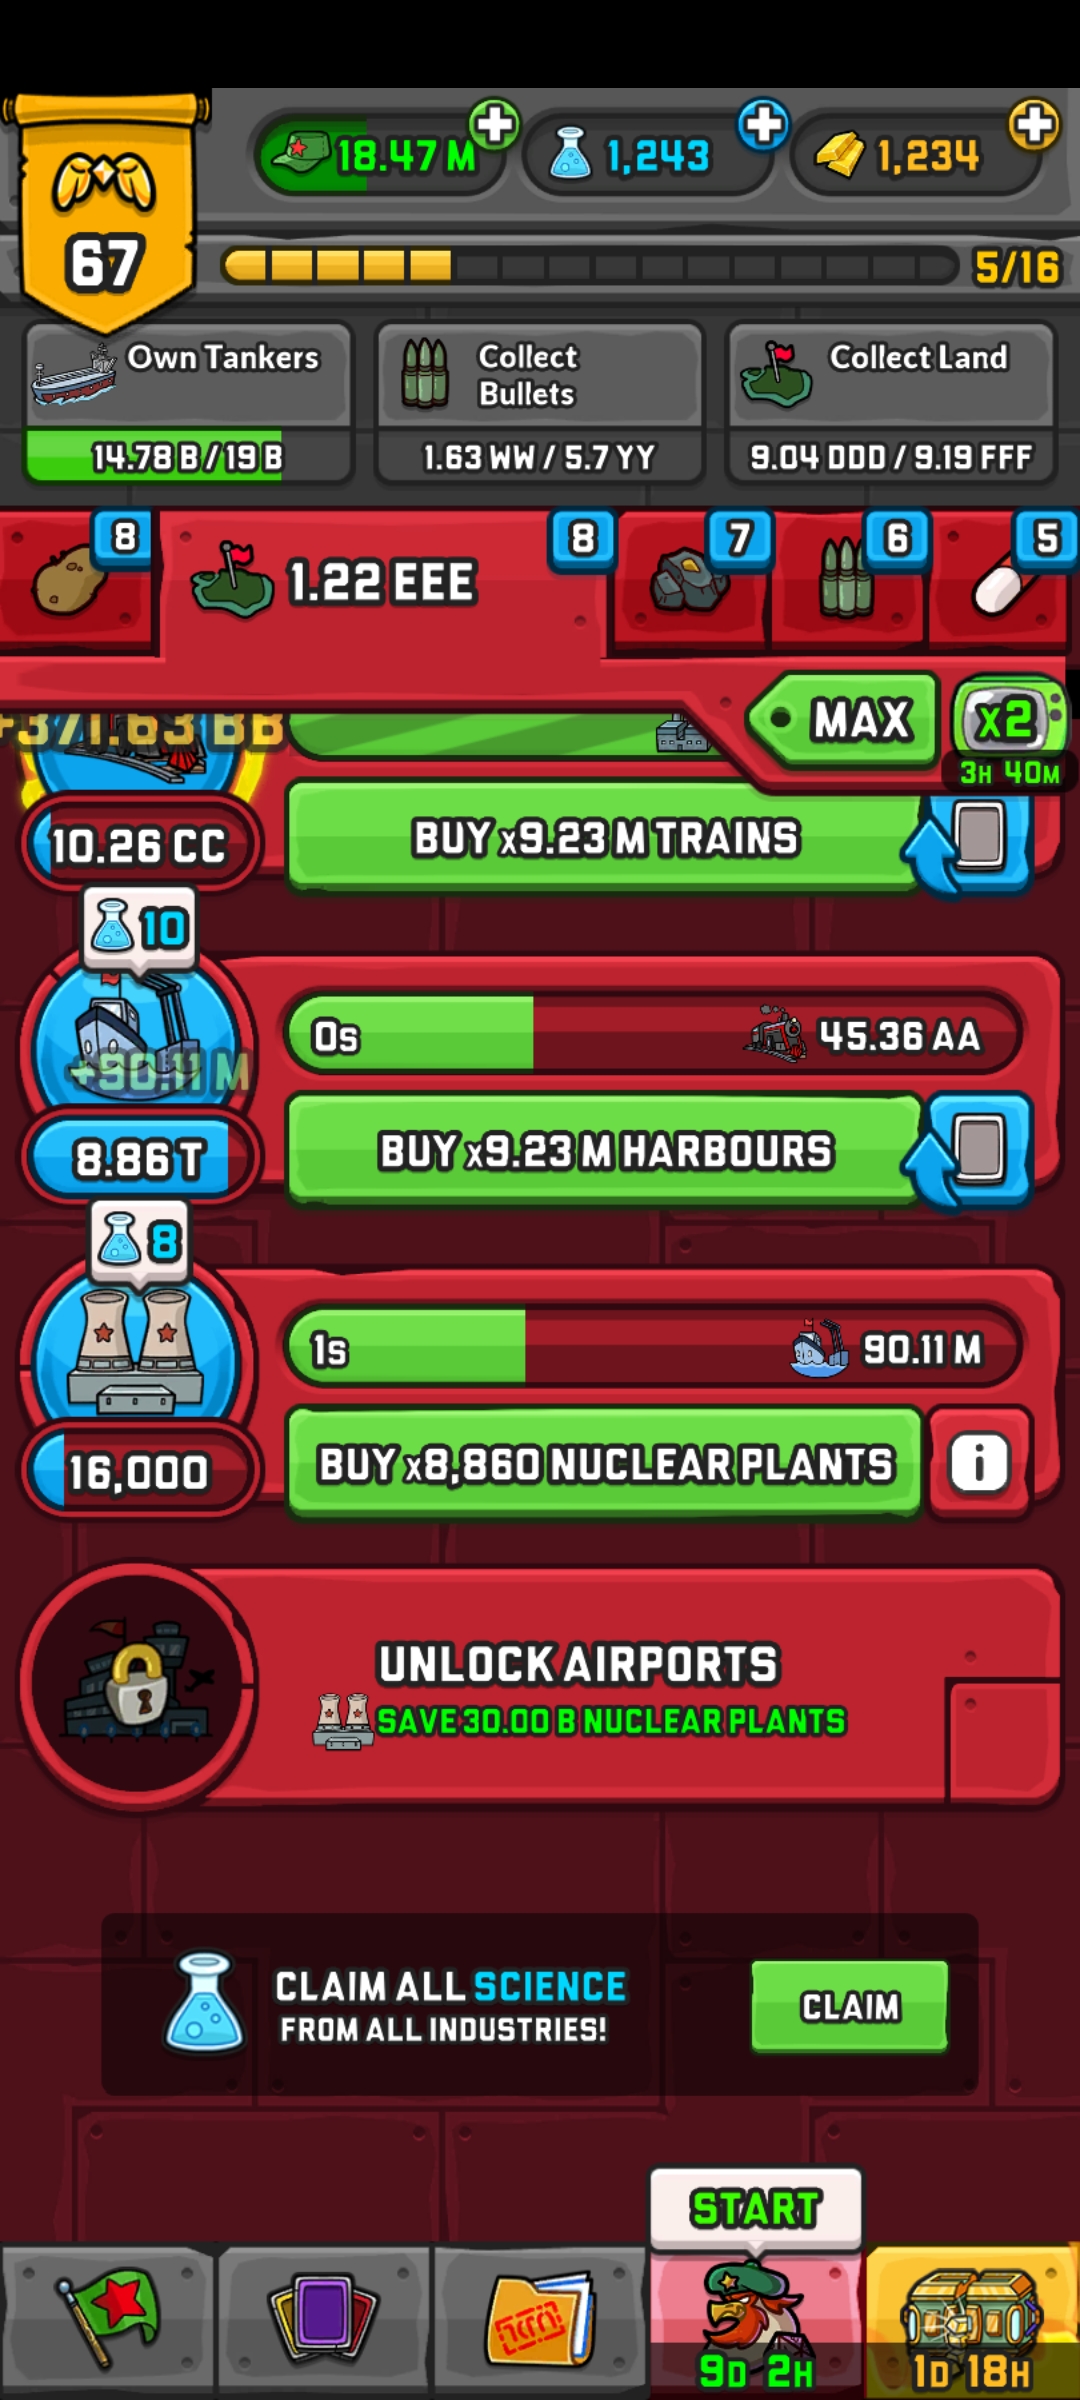 18.47 M
1,243
1,234
67
5/16
Own Tankers
14.78 B / 19 B
Collect
Bullets
1.63 WW / 5.7 YY
Collect Land
9.04 DDD / 9.19 FFF
8
1.22 EEE
8
7
6
5
MAX
x2
3H 40M
+371.63 BB
10.26 CC
BUY x9.23 M TRAINS
10
+90.11 M
8.86 T
0s
45.36 AA
BUY x9.23 M HARBOURS
8
16,000
1s
90.11 M
BUY x8,860 NUCLEAR PLANTS
i
UNLOCK AIRPORTS
SAVE 30.00 B NUCLEAR PLANTS
CLAIM ALL SCIENCE
FROM ALL INDUSTRIES!
CLAIM
START
9D 2H
1D 18H